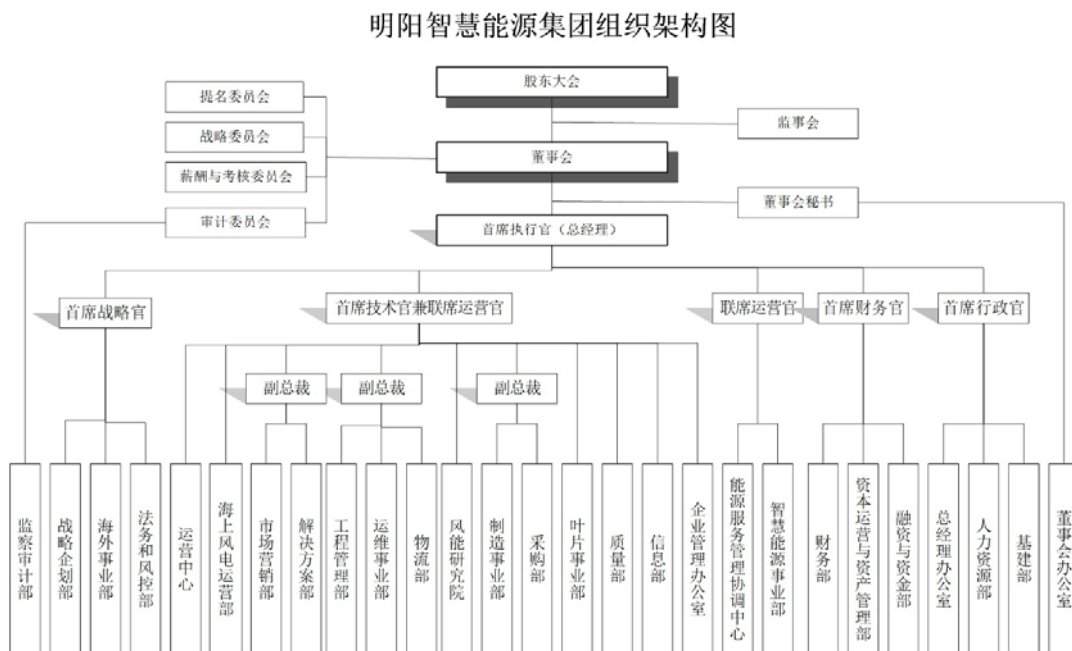 明阳智慧能源集团组织架构图
股东大会
提名委员会
监事会
战略委员会
董事会
薪酬与考核委员会
董事会秘书
审计委员会
首席执行官（总经理）
首席战略官
首席技术官兼联席运营官
联席运营官
首席财务官
首席行政官
副总裁
副总裁
副总裁
监察审计部
战略企划部
海外事业部
法务和风控部
运营中心
海上风电运营部
市场营销部
解决方案部
工程管理部
运维事业部
物流部
风能研究院
制造事业部
采购部
叶片事业部
质量部
信息部
企业管理办公室
能源服务管理协调中心
智慧能源事业部
财务部
资本运营与资产管理部
融资与资金部
总经理办公室
人力资源部
基建部
董事会办公室